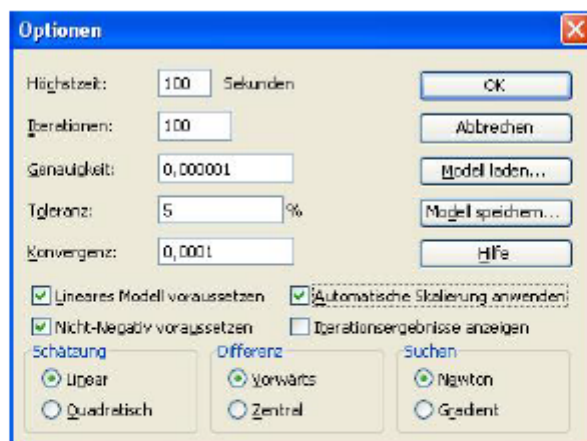 Optionen
Höchstzeit: 100 Sekunden OK
Iterationen: 100 Abbrechen
Genauigkeit: 0,000001 Modell laden...
Toleranz: 5 % Modell speichern...
Konvergenz: 0,0001 Hilfe
Lineares Modell voraussetzen Automatische Skalierung anwenden
Nicht-Negativ voraussetzen Iterationsergebnisse anzeigen
Schätzung Differenz Suchen
Linear Vorwärts Newton
Quadratisch Zentral Gradient